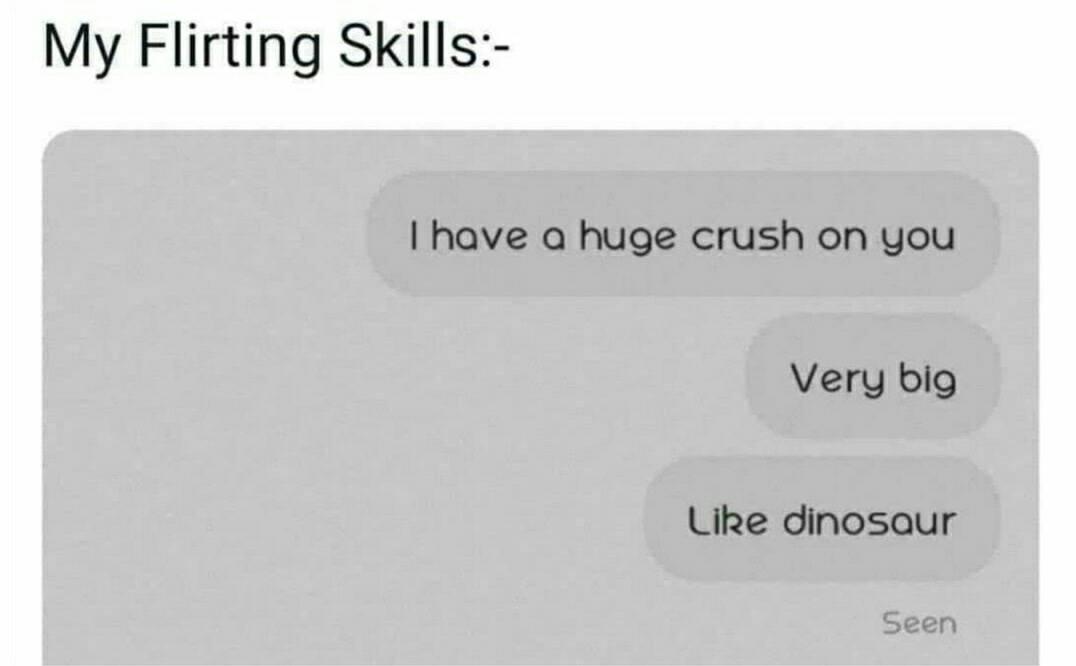 My Flirting Skills:-
I have a huge crush on you
Very big
Like dinosaur
Seen